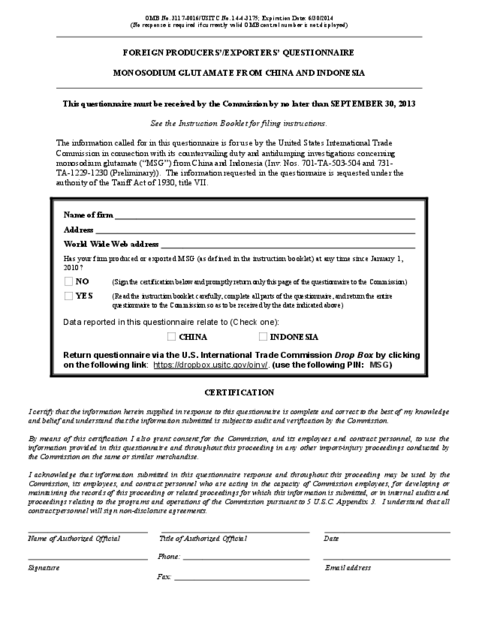 OMB No. 3117-0016/USITC No. 14-4-3175; Expiration Date: 6/30/2014
(No response is required if currently valid OMB control number is not displayed)
FOREIGN PRODUCERS’/EXPORTERS’ QUESTIONNAIRE
MONOSODIUM GLUTAMATE FROM CHINA AND INDONESIA
This questionnaire must be received by the Commission by no later than SEPTEMBER 30, 2013
See the Instruction Booklet for filing instructions.
The information called for in this questionnaire is for use by the United States International Trade
Commission in connection with its countervailing duty and antidumping investigations concerning
monosodium glutamate (“MSG”) from China and Indonesia (Inv. Nos. 701-TA-503-504 and 731-
TA-1229-1230 (Preliminary)). The information requested in the questionnaire is requested under the
authority of the Tariff Act of 1930, title VII.
Name of firm
Address
World Wide Web address
Has your firm produced or exported MSG (as defined in the instruction booklet) at any time since January 1,
2010?
NO (Sign the certification below and promptly return only this page of the questionnaire to the Commission)
YES (Read the instruction booklet carefully, complete all parts of the questionnaire, and return the entire
questionnaire to the Commission so as to be received by the date indicated above)
Data reported in this questionnaire relate to (Check one):
CHINA INDONESIA
Return questionnaire via the U.S. International Trade Commission Drop Box by clicking
on the following link: https://dropbox.usitc.gov/oinv/. (use the following PIN: MSG)
CERTIFICATION
I certify that the information herein supplied in response to this questionnaire is complete and correct to the best of my knowledge
and belief and understand that the information submitted is subject to audit and verification by the Commission.
By means of this certification I also grant consent for the Commission, and its employees and contract personnel, to use the
information provided in this questionnaire and throughout this proceeding in any other import-injury proceedings conducted by
the Commission on the same or similar merchandise.
I acknowledge that information submitted in this questionnaire response and throughout this proceeding may be used by the
Commission, its employees, and contract personnel who are acting in the capacity of Commission employees, for developing or
maintaining the records of this proceeding or related proceedings for which this information is submitted, or in internal audits and
proceedings relating to the programs and operations of the Commission pursuant to 5 U.S.C. Appendix 3. I understand that all
contract personnel will sign non-disclosure agreements.
Name of Authorized Official Title of Authorized Official Date
Phone:
Signature Email address
Fax: